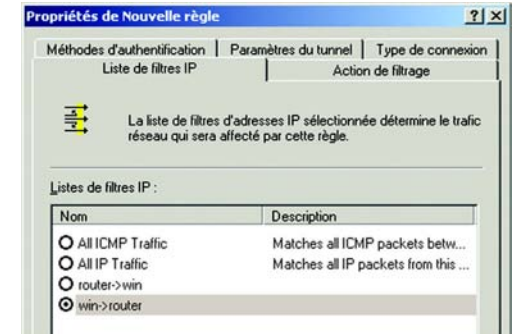 Propriétés de Nouvelle règle
Méthodes d'authentification Paramètres du tunnel Type de connexion
Liste de filtres IP Action de filtrage
La liste de filtres d'adresses IP sélectionnée détermine le trafic
réseau qui sera affecté par cette règle.
Listes de filtres IP :
Nom Description
All ICMP Traffic Matches all ICMP packets betw...
All IP Traffic Matches all IP packets from this ...
router->win
win->router